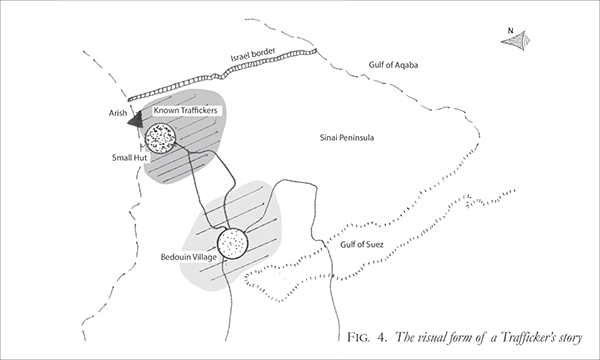 N
Israel border
Gulf of Aqaba
Arish
Known Traffickers
Sinai Peninsula
Small Hut
Gulf of Suez
Bedouin Village
FIG. 4. The visual form of a Trafficker's story